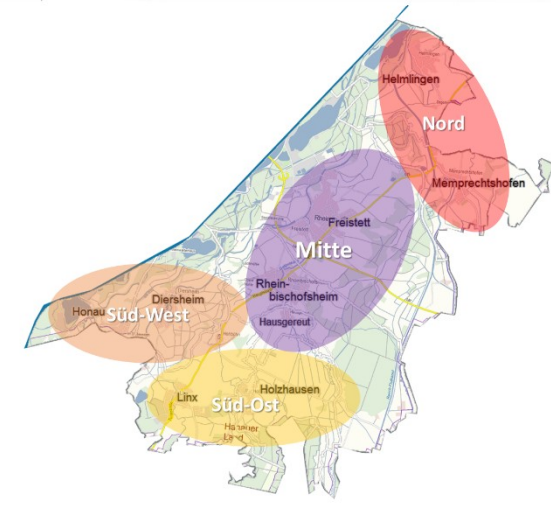 Helmlingen
Nord
Memprechtshofen
Freistett
Mitte
Rhein-
bischofsheim
Diersheim
Honau
Süd-West
Hausgereut
Holzhausen
Linx
Süd-Ost